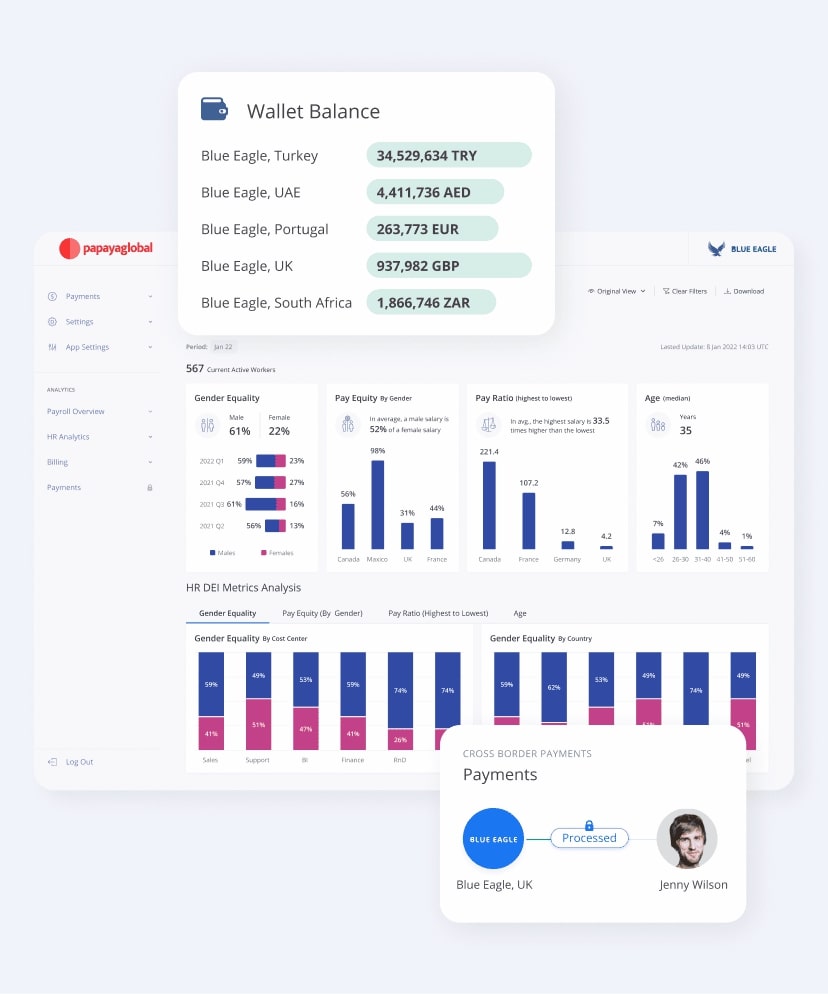 Wallet Balance
Blue Eagle, Turkey 34,529,634 TRY
Blue Eagle, UAE 4,411,736 AED
Blue Eagle, Portugal 263,773 EUR
Blue Eagle, UK 937,982 GBP
Blue Eagle, South Africa 1,866,746 ZAR
papayaglobal
BLUE EAGLE
Payments
Settings
App Settings
ANALYTICS
Payroll Overview
HR Analytics
Billing
Payments
Log Out
Original View
Clear Filters
Download
Period: Jan 22
Lasted Update: 8 Jan 2022 14:03 UTC
567 Current Active Workers
Gender Equality
Male Female
61% 22%
2022 Q1 59% 23%
2021 Q4 57% 27%
2021 Q3 61% 16%
2021 Q2 56% 13%
Males Females
Pay Equity By Gender
In average, a male salary is
52% of a female salary
56% 98% 31% 44%
Canada Maxico UK France
Pay Ratio (highest to lowest)
In avg., the highest salary is 33.5
times higher than the lowest
221.4 107.2 12.8 4.2
Canada France Germany UK
Age (median)
Years
35
7% 42% 46% 4% 1%
<26 26-30 31-40 41-50 51-60
HR DEI Metrics Analysis
Gender Equality Pay Equity (By Gender) Pay Ratio (Highest to Lowest) Age
Gender Equality By Cost Center
59% 49% 53% 59% 74% 74%
41% 51% 47% 41% 26%
Sales Support BI Finance RnD
Gender Equality By Country
59% 62% 53% 49% 74% 49%
51%
CROSS BORDER PAYMENTS
Payments
BLUE EAGLE
Processed
Blue Eagle, UK Jenny Wilson